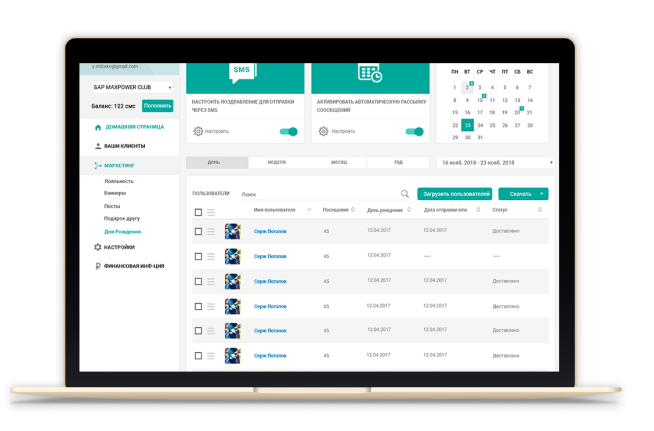 y.shibeko@gmail.com
БАР MAXPOWER CLUB
Баланс: 122 смс
Пополнить
ДОМАШНЯЯ СТРАНИЦА
ВАШИ КЛИЕНТЫ
МАРКЕТИНГ
Лояльность
Баннеры
Посты
Подарок другу
Дни Рождения
НАСТРОЙКИ
ФИНАНСОВАЯ ИНФ-ЦИЯ
SMS
НАСТРОИТЬ ПОЗДРАВЛЕНИЕ ДЛЯ ОТПРАВКИ
ЧЕРЕЗ SMS
Настроить
АКТИВИРОВАТЬ АВТОМАТИЧЕСКУЮ РАССЫЛКУ
СОООБЩЕНИЙ
Настроить
ПН ВТ СР ЧТ ПТ СБ ВС
1 2 3 4 5 6 7
8 9 10 11 12 13 14
15 16 17 18 19 20 21
22 23 24 25 26 27 28
29 30 31
ДЕНЬ НЕДЕЛЯ МЕСЯЦ ГОД
16 нояб. 2018 - 23 нояб. 2018
ПОЛЬЗОВАТЕЛИ Поиск
Загрузить пользователей
Скачать
Имя пользователя Посещения День рождения Дата отправки sms Статус
Серж Потапов 45 12.04.2017 12.04.2017 Доставлено
Серж Потапов 45 12.04.2017 ---- ----
Серж Потапов 45 12.04.2017 12.04.2017 Доставлено
Серж Потапов 45 12.04.2017 12.04.2017 Доставлено
Серж Потапов 45 12.04.2017 12.04.2017 Доставлено
Серж Потапов 45 12.04.2017 12.04.2017 Доставлено